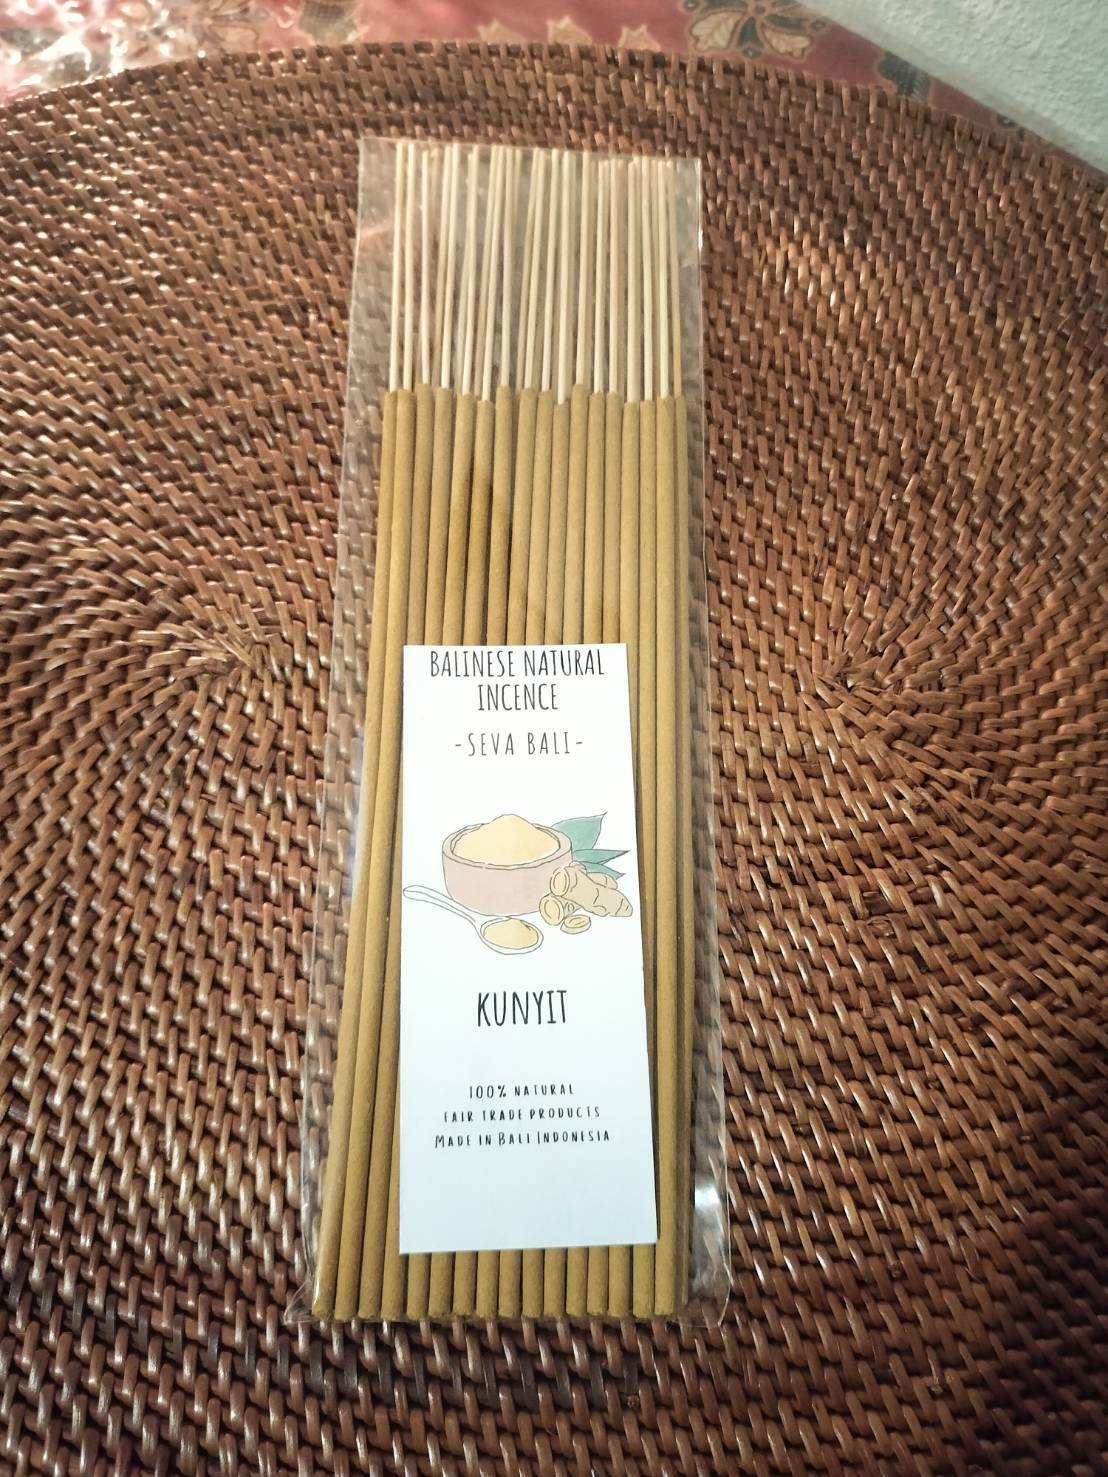 BALINESE NATURAL
INCENCE
-SEVA BALI-
KUNYIT
100% NATURAL
FAIR TRADE PRODUCTS
MADE IN BALI INDONESIA